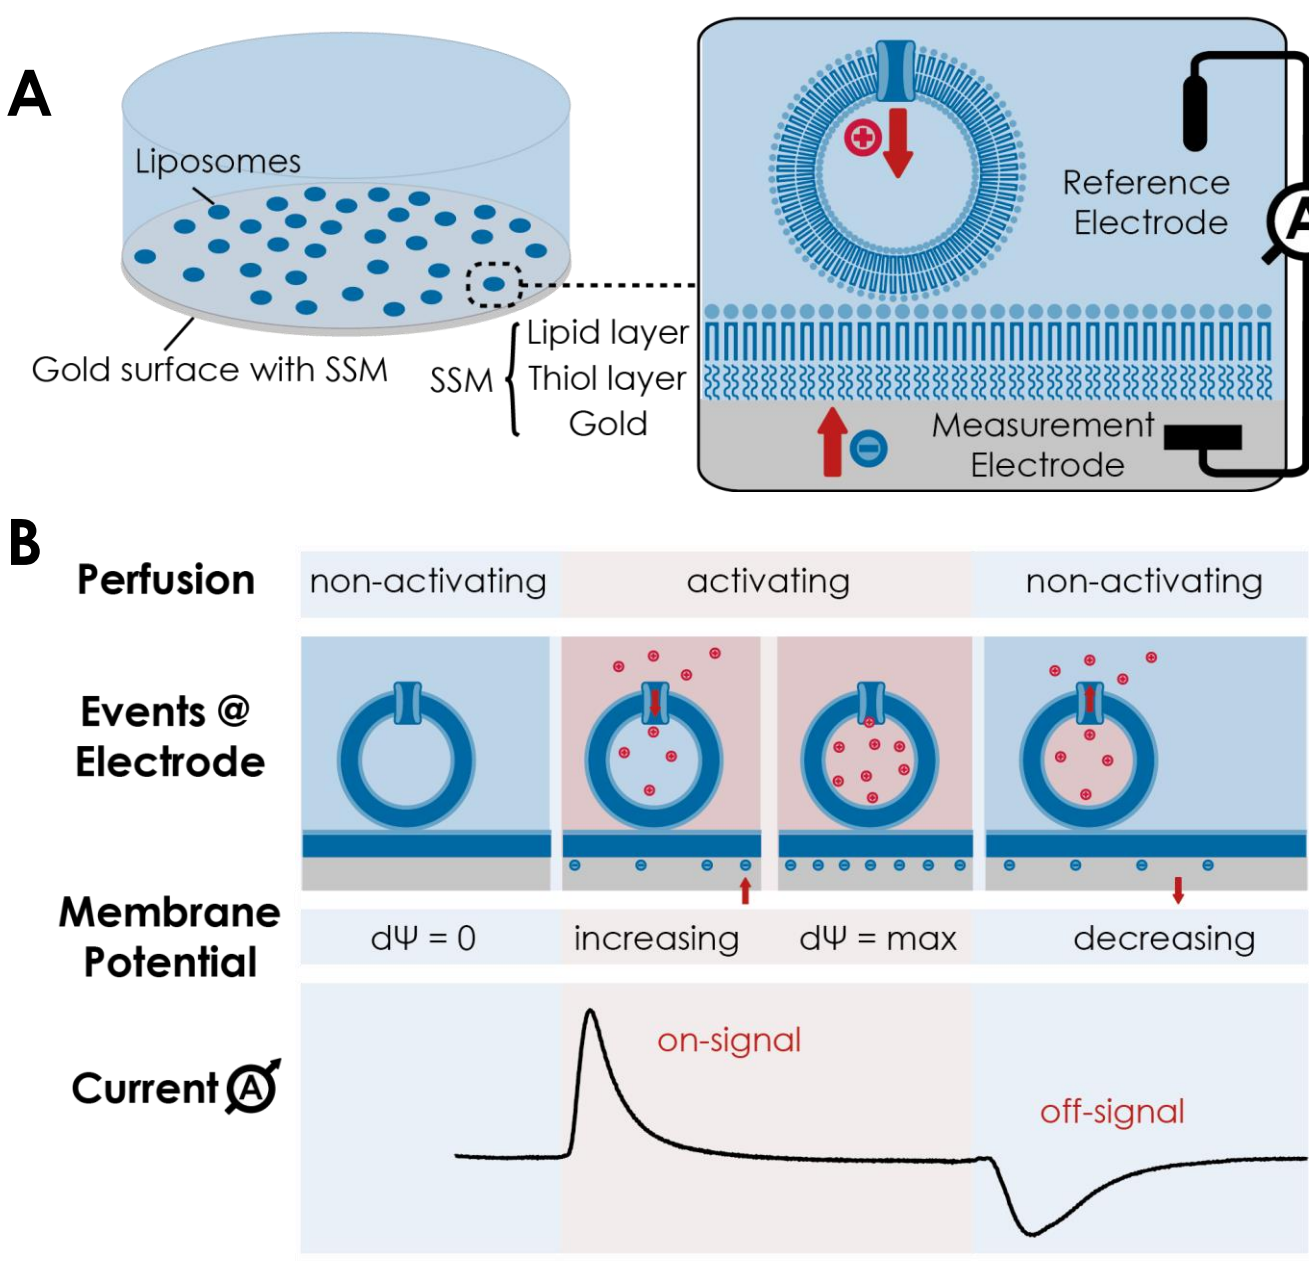 A
Liposomes
Gold surface with SSM
SSM
Lipid layer
Thiol layer
Gold
Reference
Electrode
A
Measurement
Electrode
B
Perfusion
non-activating
activating
non-activating
Events @
Electrode
Membrane
Potential
dΨ = 0
increasing
dΨ = max
decreasing
Current A
on-signal
off-signal